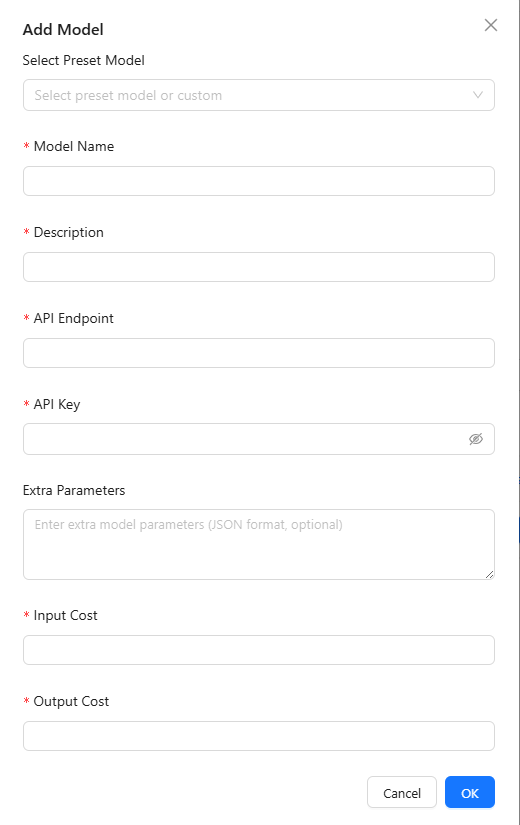 Add Model
Select Preset Model
Select preset model or custom
* Model Name
* Description
* API Endpoint
* API Key
Extra Parameters
Enter extra model parameters (JSON format, optional)
* Input Cost
* Output Cost
Cancel OK